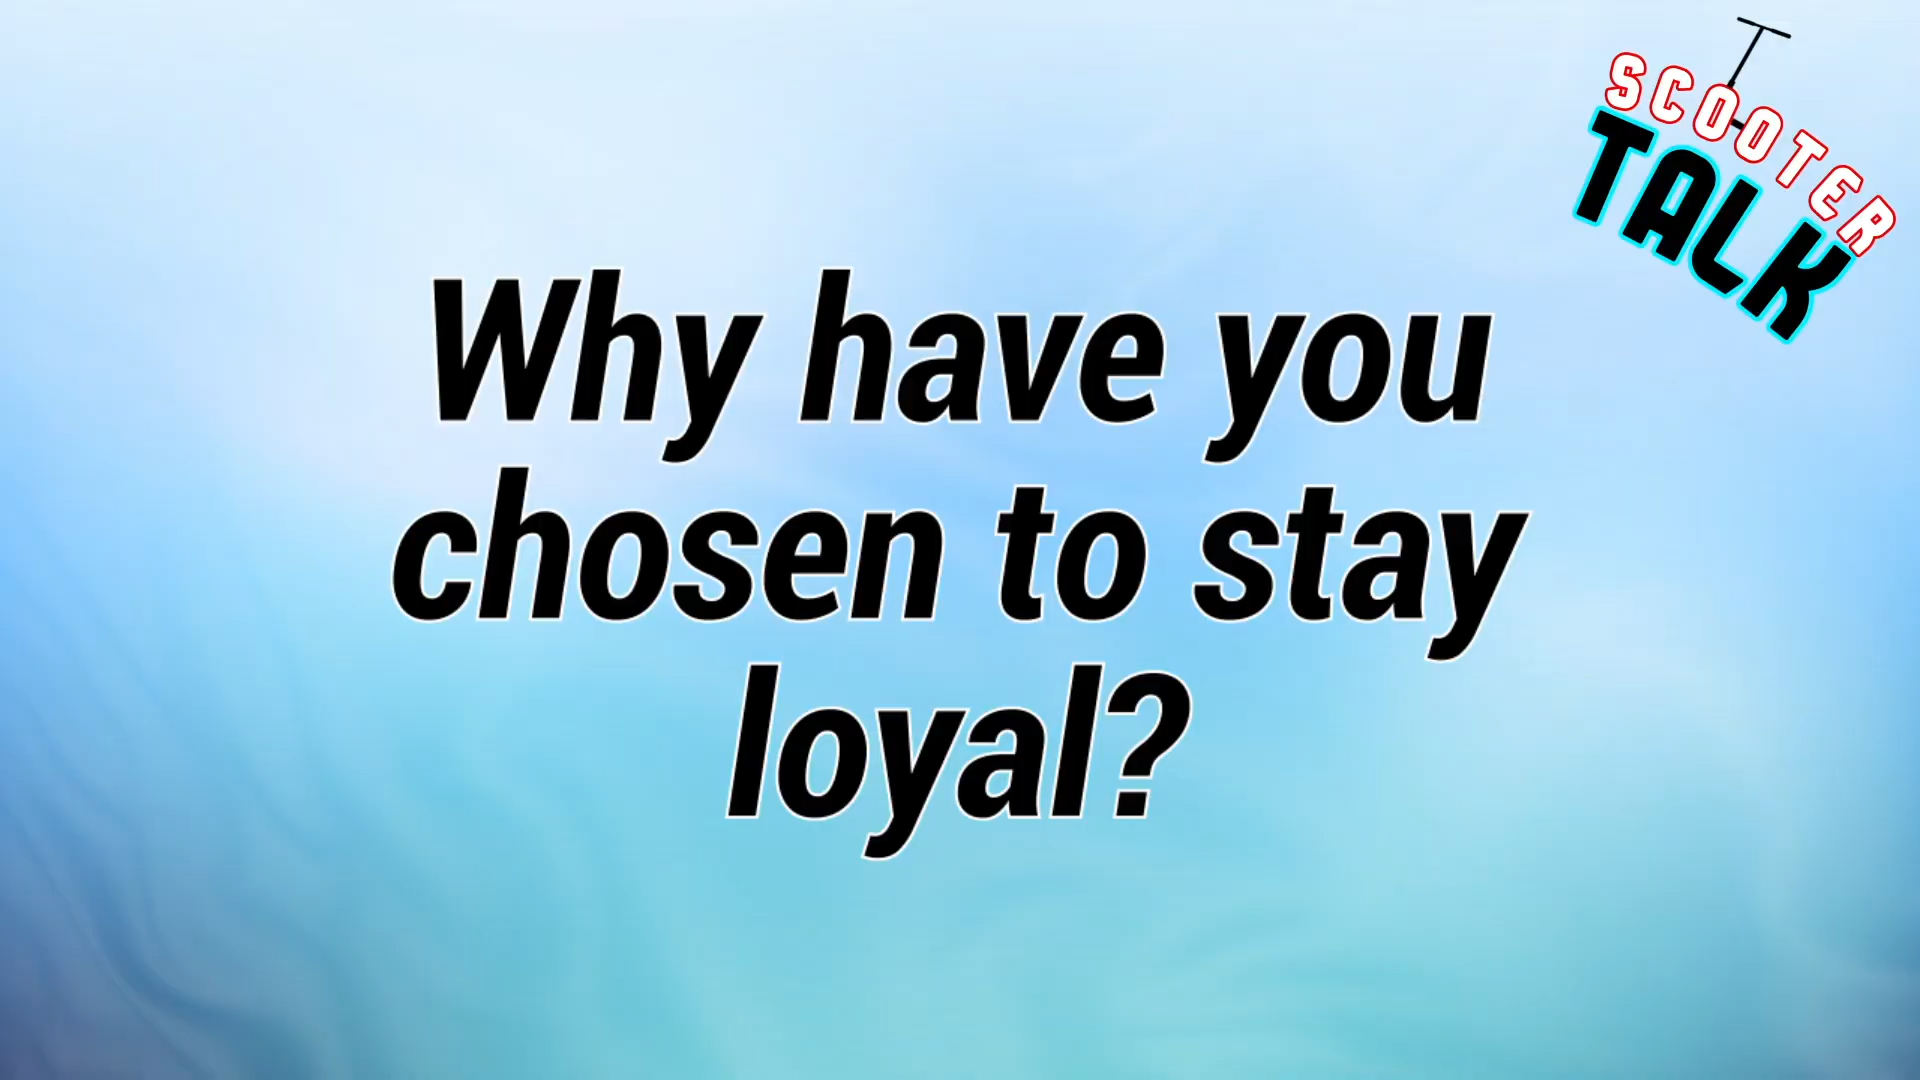 SCOOTER
TALK
Why have you
chosen to stay
loyal?